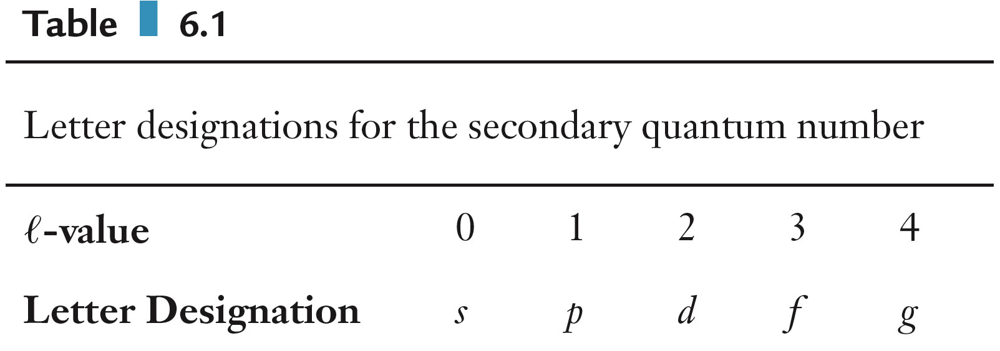 Table 6.1
Letter designations for the secondary quantum number
ℓ-value 0 1 2 3 4
Letter Designation s p d f g